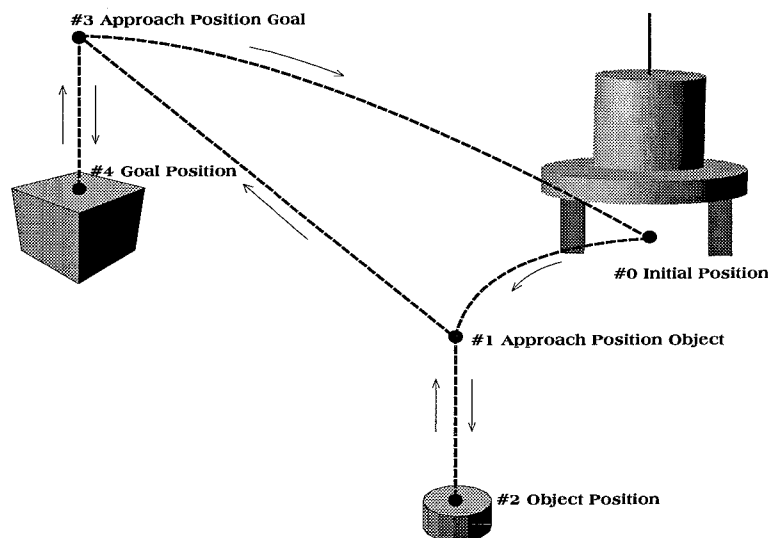 #3 Approach Position Goal
#4 Goal Position
#0 Initial Position
#1 Approach Position Object
#2 Object Position